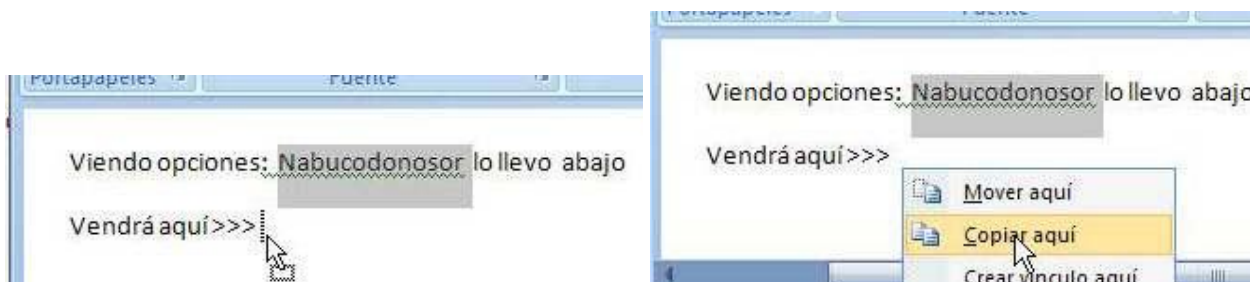 Portapapeles Fuente
Viendo opciones: Nabucodonosor lo llevo abajo
Vendrá aquí>>>
Portapapeles Fuente
Viendo opciones: Nabucodonosor lo llevo abajo
Vendrá aquí>>>
Mover aquí
Copiar aquí
Crear vínculo aquí